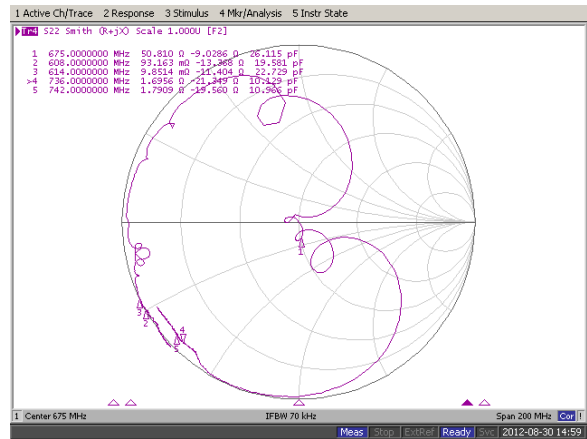 1 Active Ch/Trace 2 Response 3 Stimulus 4 Mkr/Analysis 5 Instr State
Tr4 S22 Smith (R+jX) Scale 1.000U [F2]
1 675.0000000 MHz 50.810 Ω -9.0286 Ω 26.115 pF
2 608.0000000 MHz 93.163 mΩ -13.368 Ω 19.581 pF
3 614.0000000 MHz 9.8514 mΩ -11.404 Ω 22.729 pF
>4 736.0000000 MHz 1.6956 Ω -21.349 Ω 10.129 pF
5 742.0000000 MHz 1.7909 Ω -19.560 Ω 10.966 pF
1
3
2
4
5
1 Center 675 MHz IFBW 70 kHz Span 200 MHz Cor !
Meas Stop ExtRef Ready Svc 2012-08-30 14:59